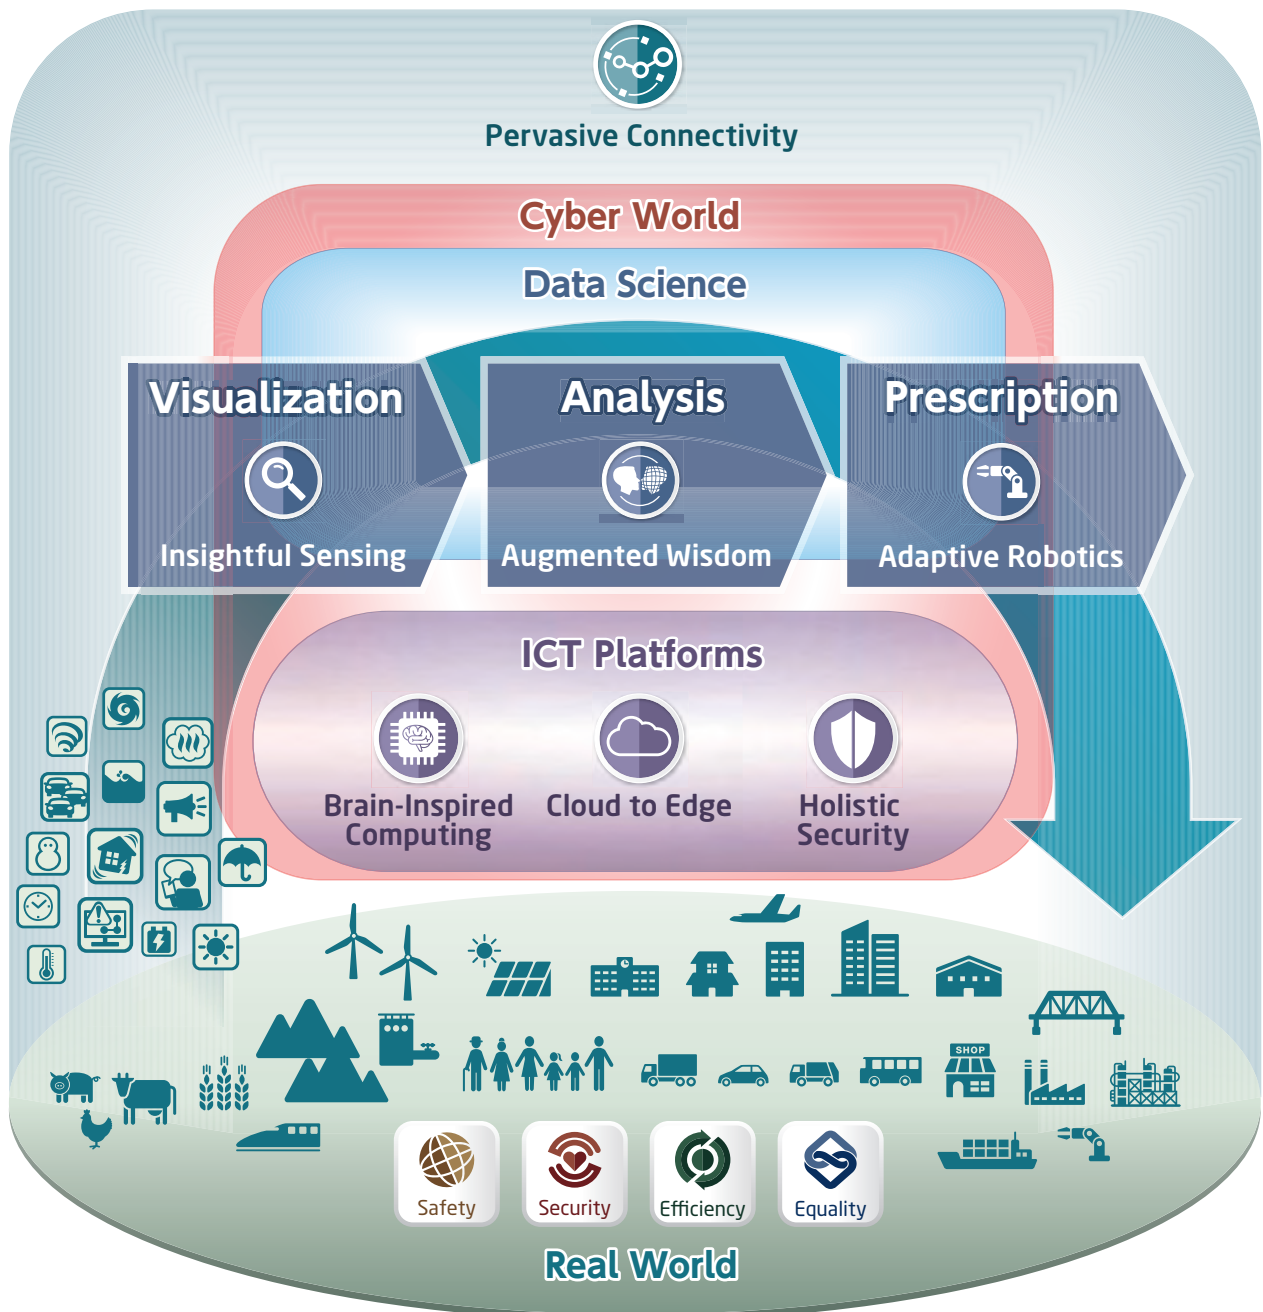 Pervasive Connectivity
Cyber World
Data Science
Visualization
Insightful Sensing
Analysis
Augmented Wisdom
Prescription
Adaptive Robotics
ICT Platforms
Brain-Inspired
Computing
Cloud to Edge
Holistic
Security
SHOP
Safety
Security
Efficiency
Equality
Real World